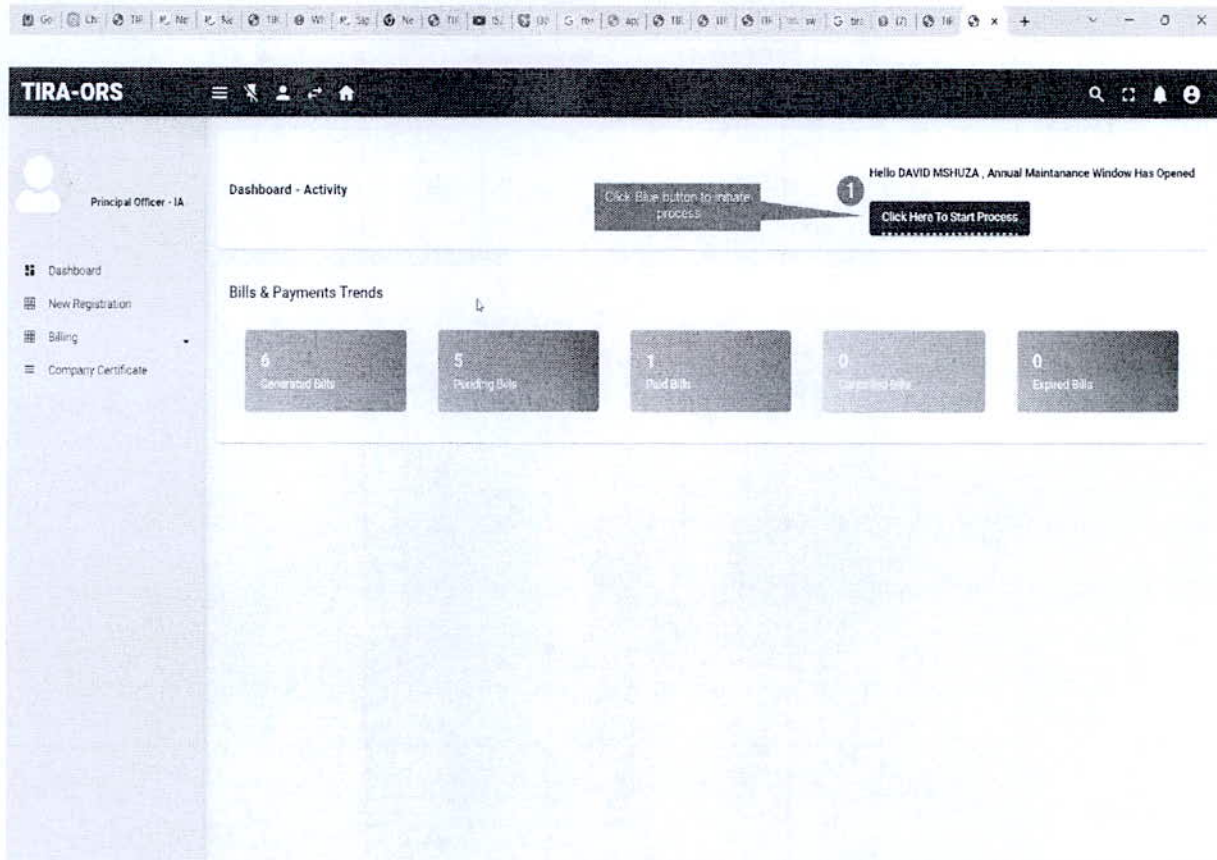 TIRA-ORS
Principal Officer - IA
Dashboard
New Registration
Billing
Company Certificate
Dashboard - Activity
Click Blue button to initiate
process
1
Hello DAVID MSHUZA , Annual Maintanance Window Has Opened
Click Here To Start Process
Bills & Payments Trends
6
Generated Bills
5
Pending Bills
1
Paid Bills
0
Cancelled Bills
0
Expired Bills